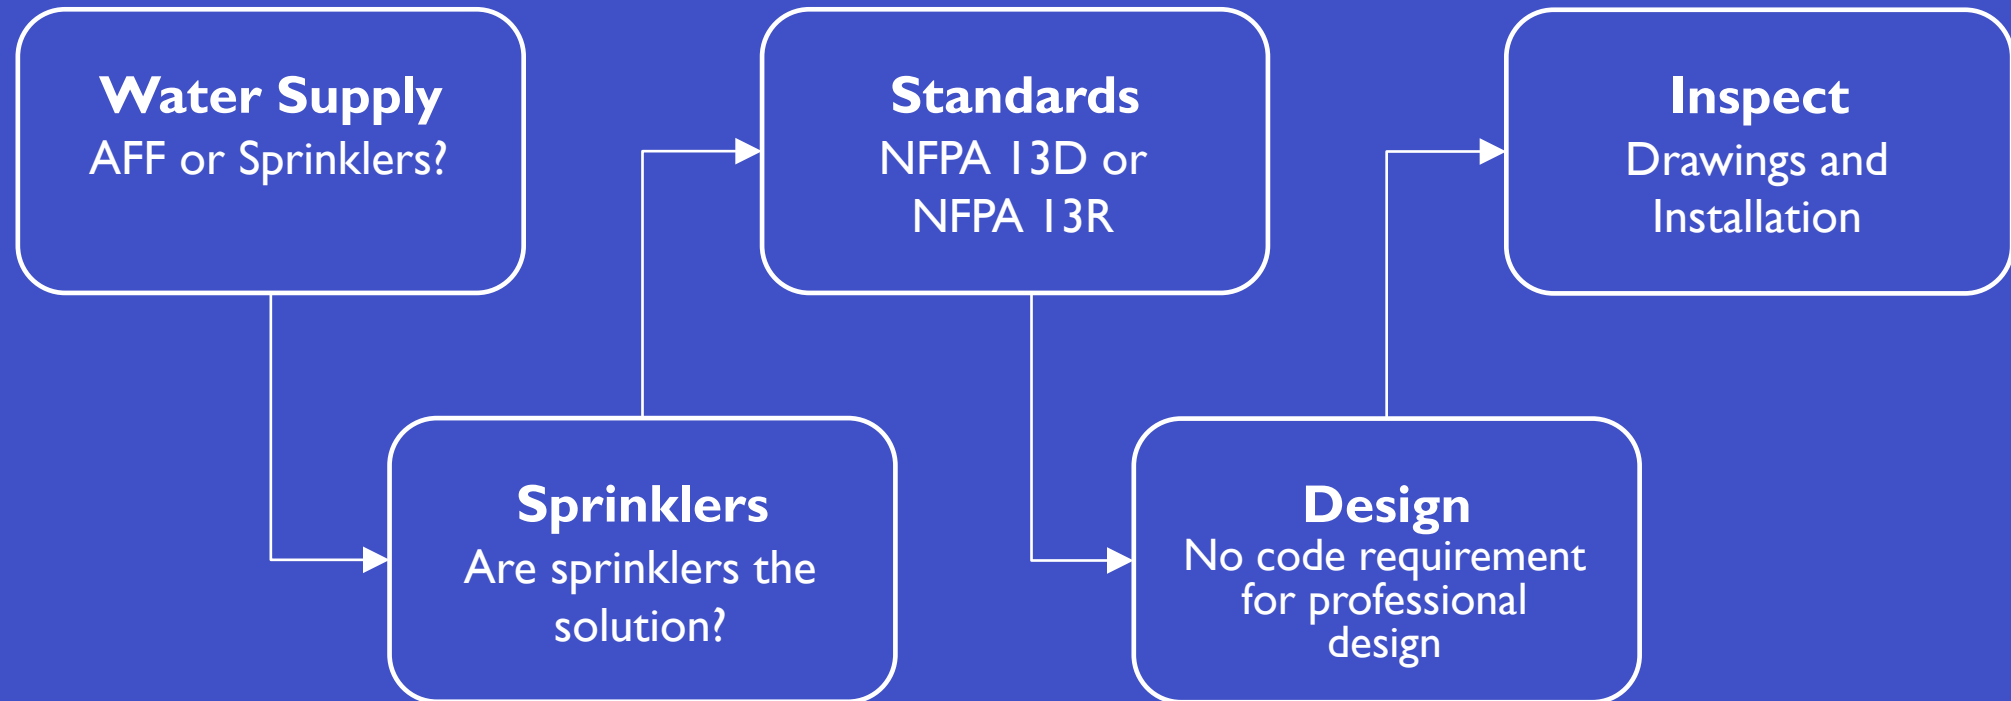 Water Supply
AFF or Sprinklers?
Sprinklers
Are sprinklers the
solution?
Standards
NFPA 13D or
NFPA 13R
Design
No code requirement
for professional
design
Inspect
Drawings and
Installation